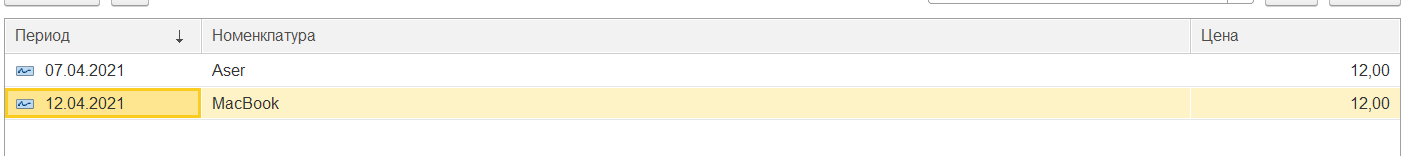 Период ↓ Номенклатура Цена
07.04.2021 Aser 12,00
12.04.2021 MacBook 12,00